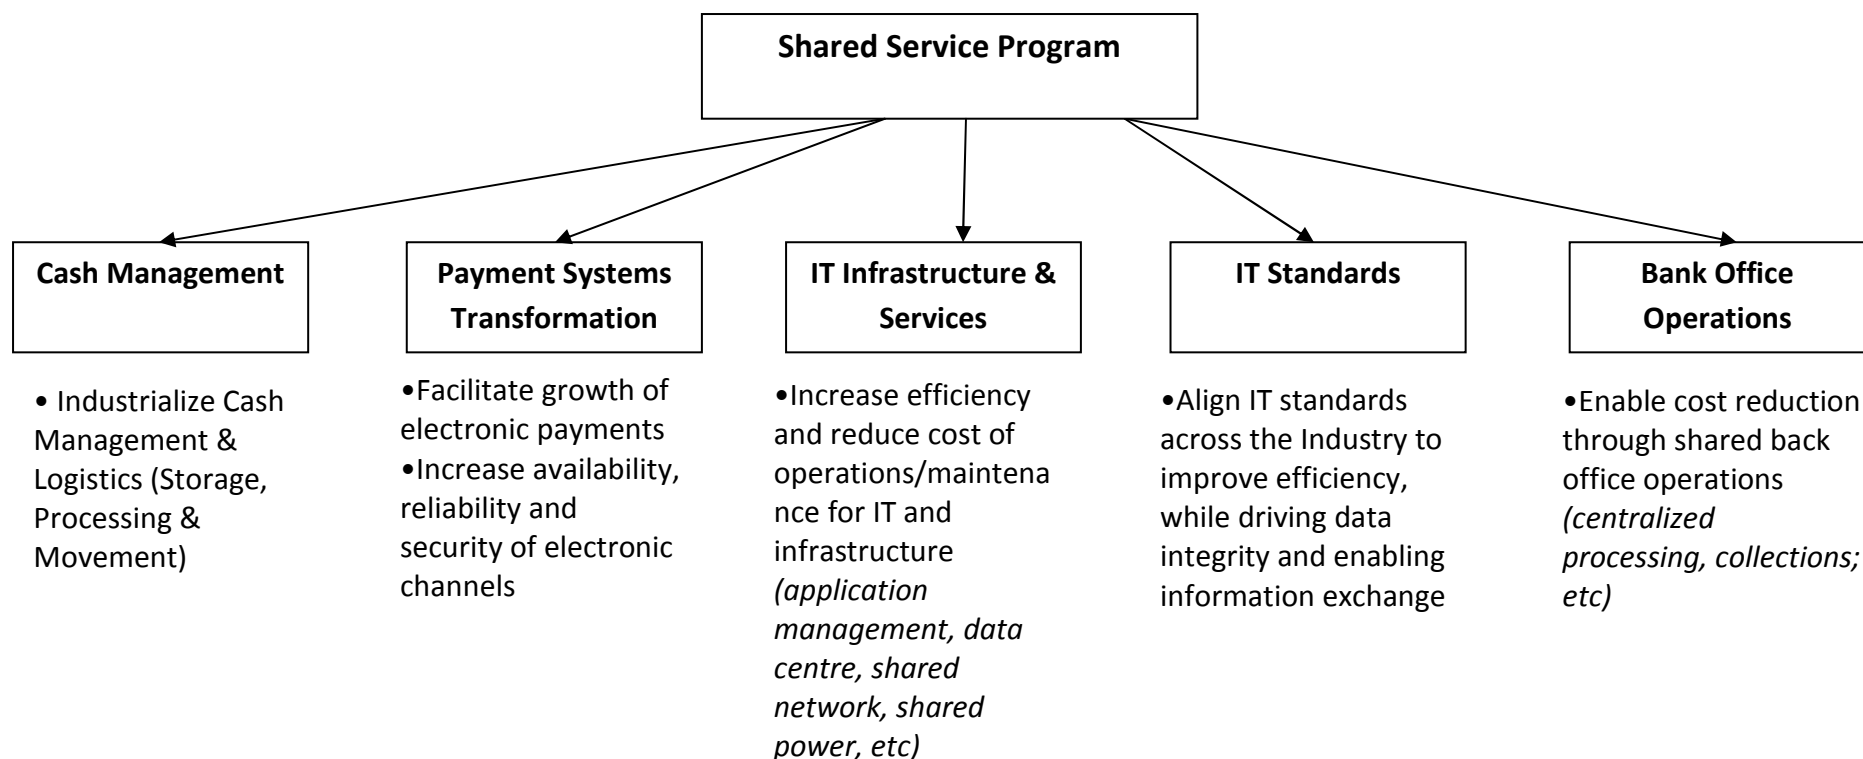 Shared Service Program
Cash Management
Payment Systems
Transformation
IT Infrastructure &
Services
IT Standards
Bank Office
Operations
• Industrialize Cash
Management &
Logistics (Storage,
Processing &
Movement)
•Facilitate growth of
electronic payments
•Increase availability,
reliability and
security of electronic
channels
•Increase efficiency
and reduce cost of
operations/maintena
nce for IT and
infrastructure
(application
management, data
centre, shared
network, shared
power, etc)
•Align IT standards
across the Industry to
improve efficiency,
while driving data
integrity and enabling
information exchange
•Enable cost reduction
through shared back
office operations
(centralized
processing, collections;
etc)